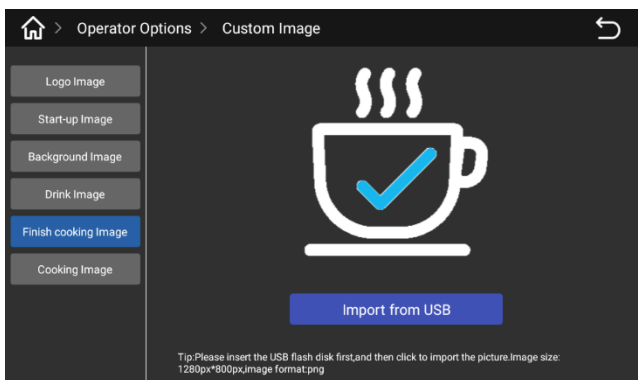 > Operator Options > Custom Image
Logo Image
Start-up Image
Background Image
Drink Image
Finish cooking Image
Cooking Image
Import from USB
Tip:Please insert the USB flash disk first,and then click to import the picture.Image size:
1280px*800px,image format:png